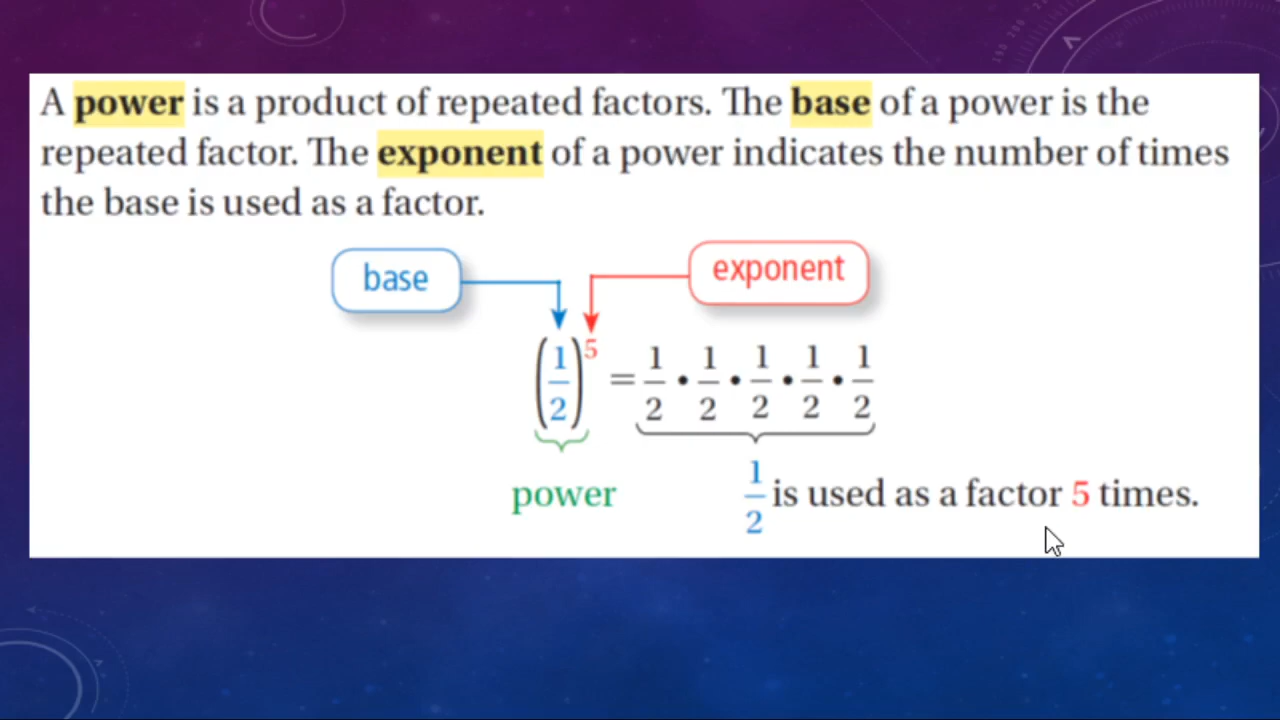 A power is a product of repeated factors. The base of a power is the
repeated factor. The exponent of a power indicates the number of times
the base is used as a factor.
base
exponent
(1/2)^5 = 1/2 • 1/2 • 1/2 • 1/2 • 1/2
power
1/2 is used as a factor 5 times.